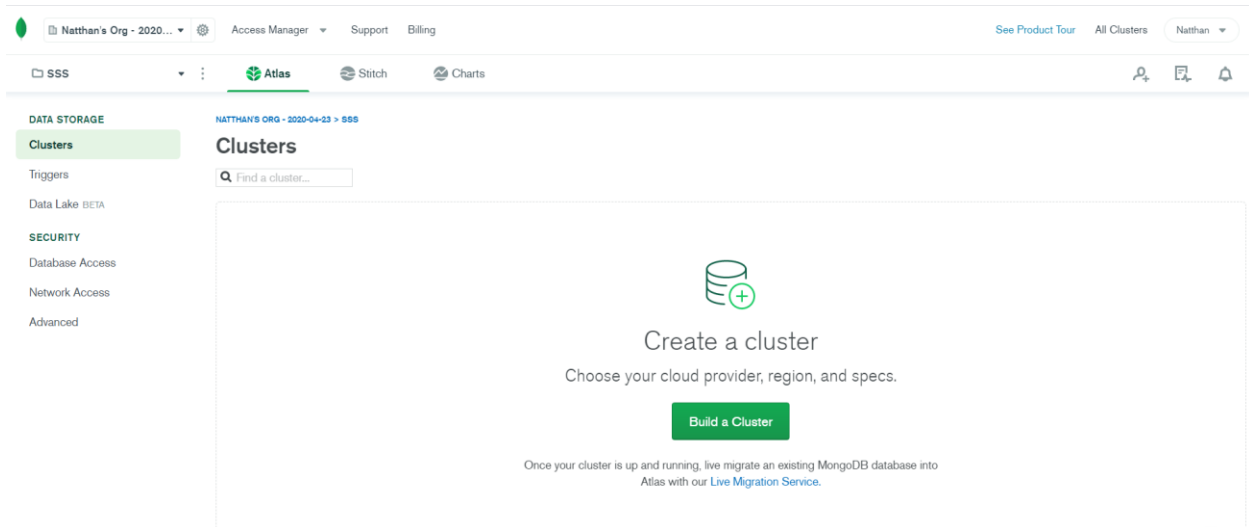 Natthan's Org - 2020... Access Manager Support Billing See Product Tour All Clusters Natthan
SSS Atlas Stitch Charts
DATA STORAGE
Clusters
Triggers
Data Lake BETA
SECURITY
Database Access
Network Access
Advanced
NATTHAN'S ORG - 2020-04-23 > SSS
Clusters
Find a cluster...
Create a cluster
Choose your cloud provider, region, and specs.
Build a Cluster
Once your cluster is up and running, live migrate an existing MongoDB database into
Atlas with our Live Migration Service.